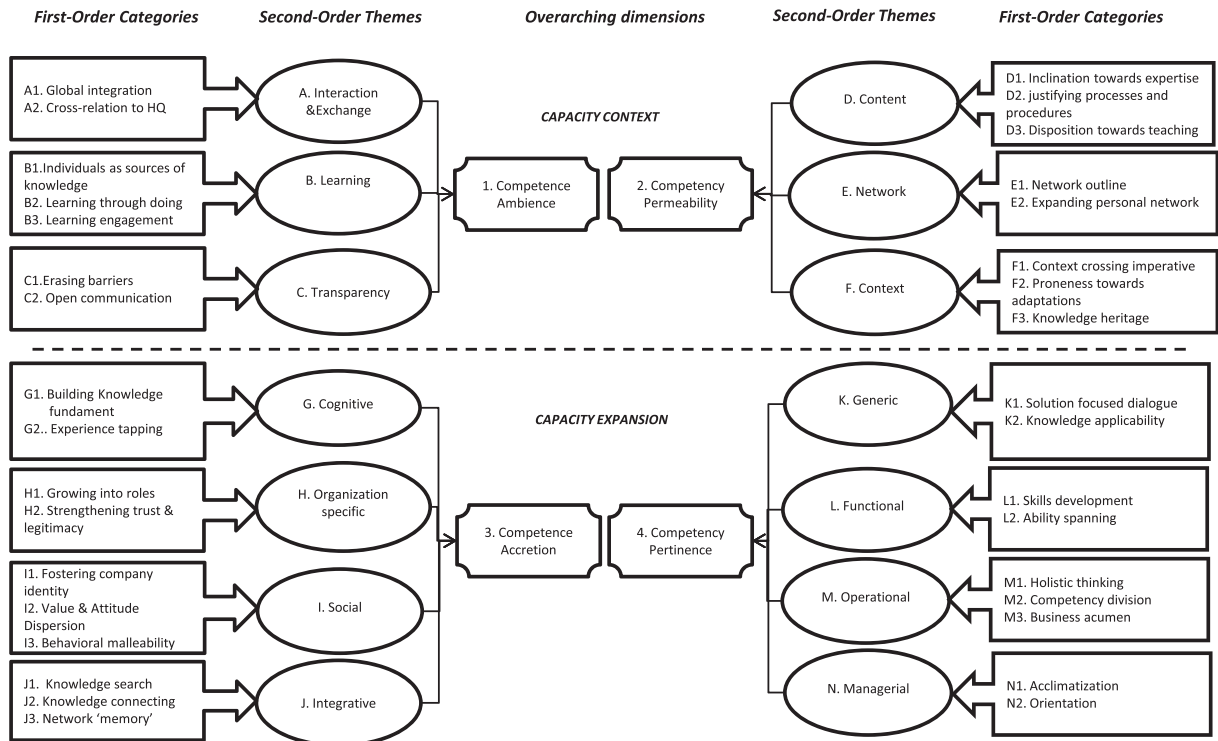 First-Order Categories
Second-Order Themes
Overarching dimensions
Second-Order Themes
First-Order Categories
A1. Global integration
A2. Cross-relation to HQ
A. Interaction
&Exchange
B1.Individuals as sources of
knowledge
B2. Learning through doing
B3. Learning engagement
B. Learning
C1.Erasing barriers
C2. Open communication
C. Transparency
CAPACITY CONTEXT
1. Competence
Ambience
2. Competency
Permeability
D. Content
D1. Inclination towards expertise
D2. justifying processes and
procedures
D3. Disposition towards teaching
E. Network
E1. Network outline
E2. Expanding personal network
F. Context
F1. Context crossing imperative
F2. Proneness towards
adaptations
F3. Knowledge heritage
G1. Building Knowledge
fundament
G2.. Experience tapping
G. Cognitive
H1. Growing into roles
H2. Strengthening trust &
legitimacy
H. Organization
specific
I1. Fostering company
identity
I2. Value & Attitude
Dispersion
I3. Behavioral malleability
I. Social
J1. Knowledge search
J2. Knowledge connecting
J3. Network ‘memory’
J. Integrative
CAPACITY EXPANSION
3. Competence
Accretion
4. Competency
Pertinence
K. Generic
K1. Solution focused dialogue
K2. Knowledge applicability
L. Functional
L1. Skills development
L2. Ability spanning
M. Operational
M1. Holistic thinking
M2. Competency division
M3. Business acumen
N. Managerial
N1. Acclimatization
N2. Orientation